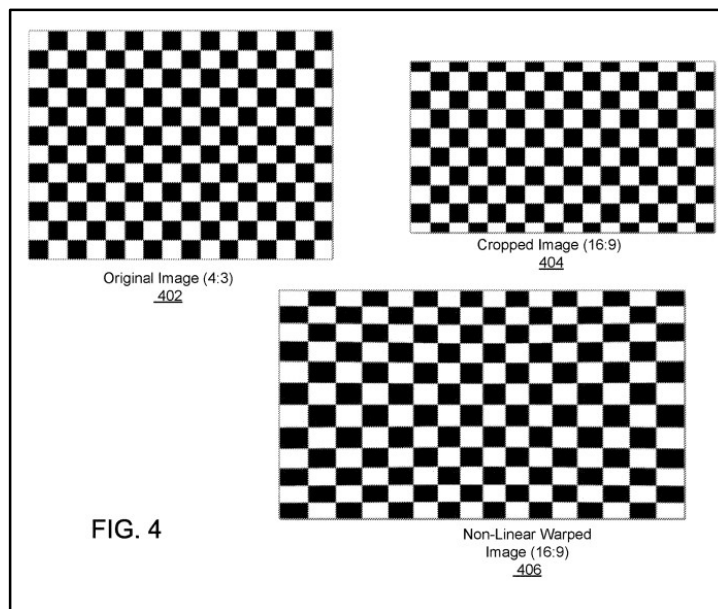 Original Image (4:3)
402
Cropped Image (16:9)
404
FIG. 4
Non-Linear Warped
Image (16:9)
406